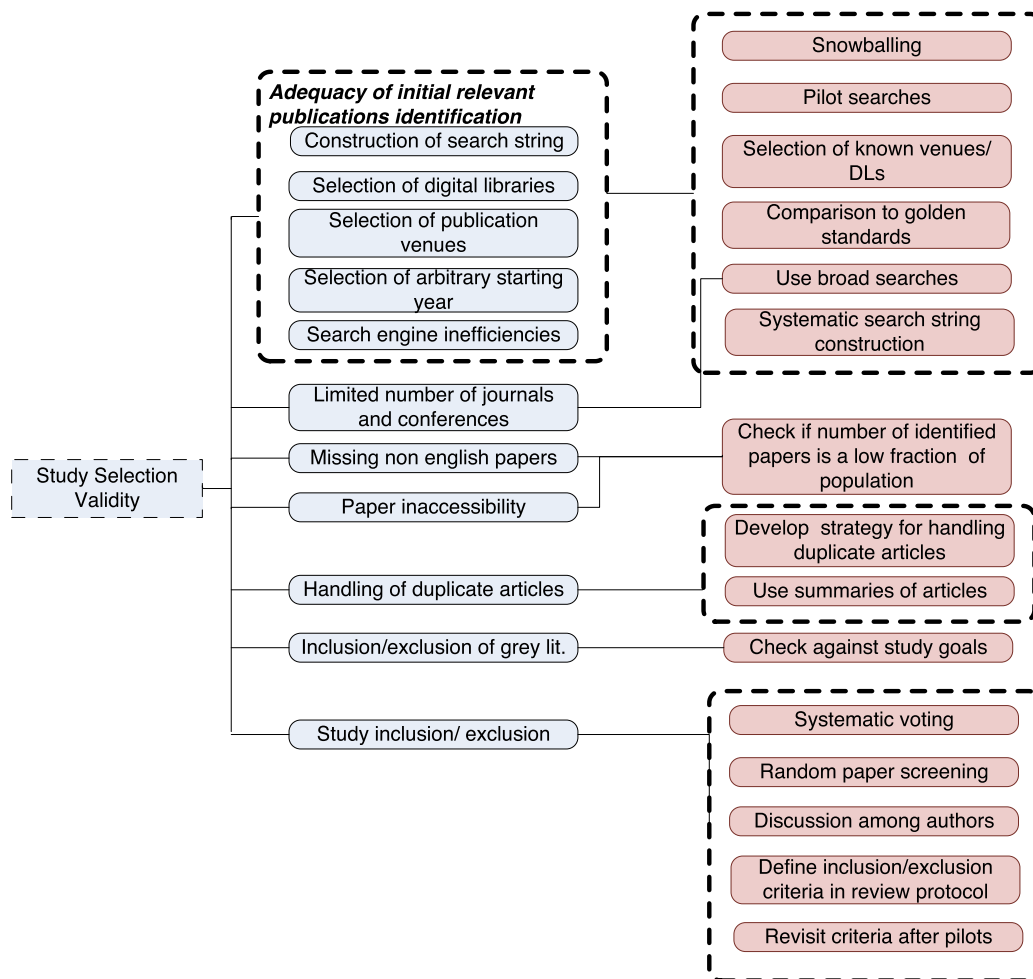 Study Selection
Validity
Adequacy of initial relevant
publications identification
Construction of search string
Selection of digital libraries
Selection of publication
venues
Selection of arbitrary starting
year
Search engine inefficiencies
Limited number of journals
and conferences
Missing non english papers
Paper inaccessibility
Handling of duplicate articles
Inclusion/exclusion of grey lit.
Study inclusion/ exclusion
Snowballing
Pilot searches
Selection of known venues/
DLs
Comparison to golden
standards
Use broad searches
Systematic search string
construction
Check if number of identified
papers is a low fraction of
population
Develop strategy for handling
duplicate articles
Use summaries of articles
Check against study goals
Systematic voting
Random paper screening
Discussion among authors
Define inclusion/exclusion
criteria in review protocol
Revisit criteria after pilots